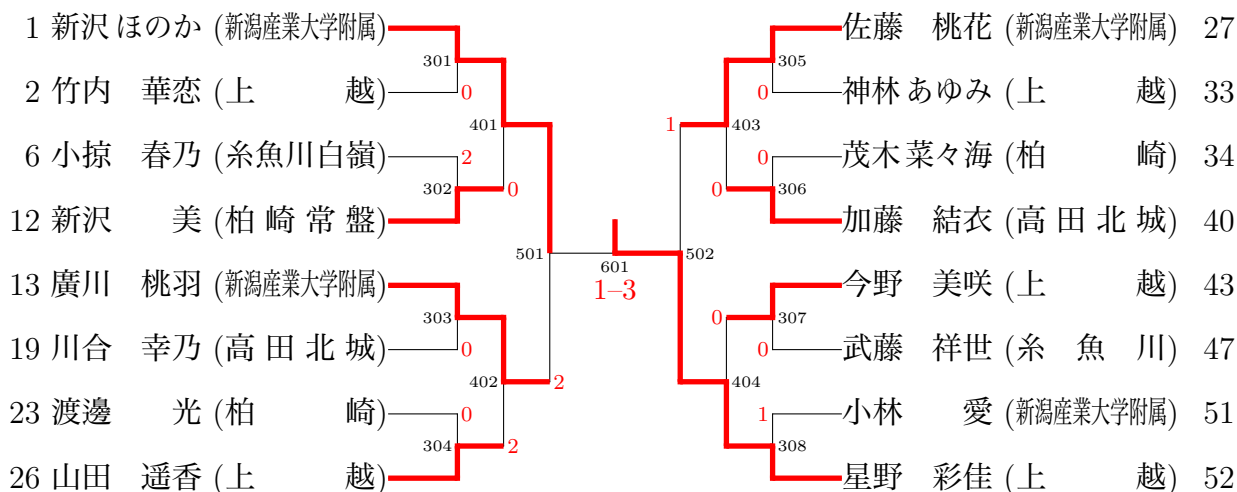 1 新沢ほのか (新潟産業大学附属) 佐藤 桃花 (新潟産業大学附属) 27
301 305
2 竹内 華恋 (上 越) 0 0 神林あゆみ (上 越) 33
401 1 403
6 小掠 春乃 (糸魚川白嶺) 2 0 茂木菜々海 (柏 崎) 34
302 0 0 306
12 新沢 美 (柏崎常盤) 加藤 結衣 (高田北城) 40
501 601 502
13 廣川 桃羽 (新潟産業大学附属) 1–3 今野 美咲 (上 越) 43
303 0 307
19 川合 幸乃 (高田北城) 0 0 武藤 祥世 (糸魚川) 47
402 2 404
23 渡邊 光 (柏 崎) 0 1 小林 愛 (新潟産業大学附属) 51
304 2 308
26 山田 遥香 (上 越) 星野 彩佳 (上 越) 52